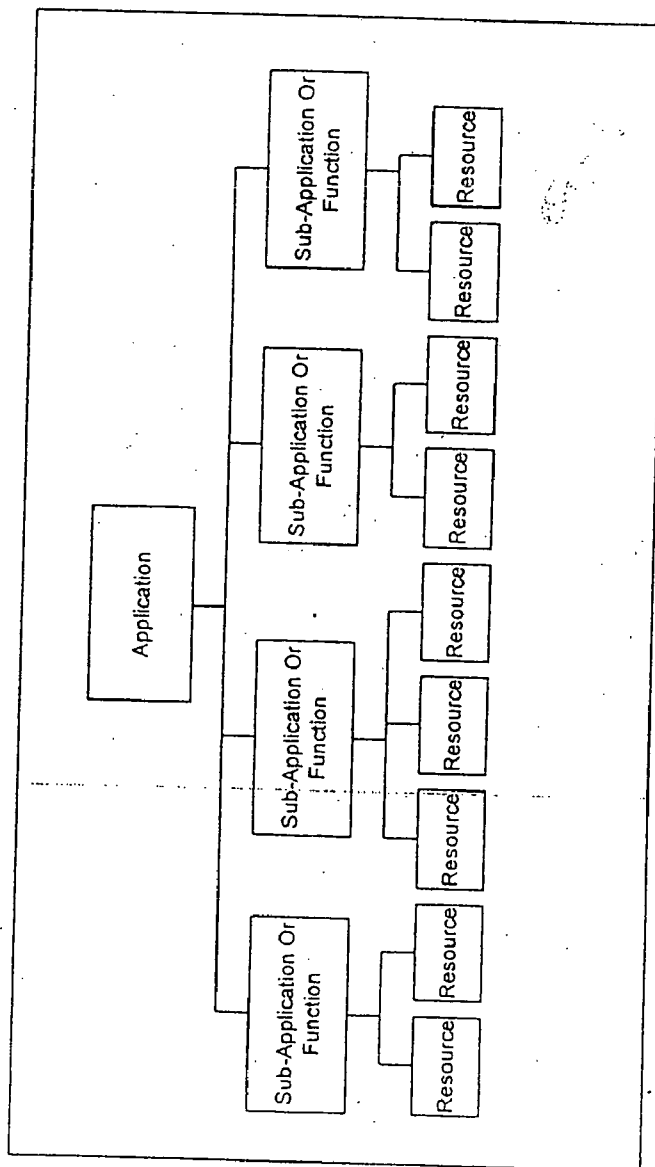 Application
Sub-Application Or
Function
Sub-Application Or
Function
Sub-Application Or
Function
Sub-Application Or
Function
Resource
Resource
Resource
Resource
Resource
Resource
Resource
Resource
Resource